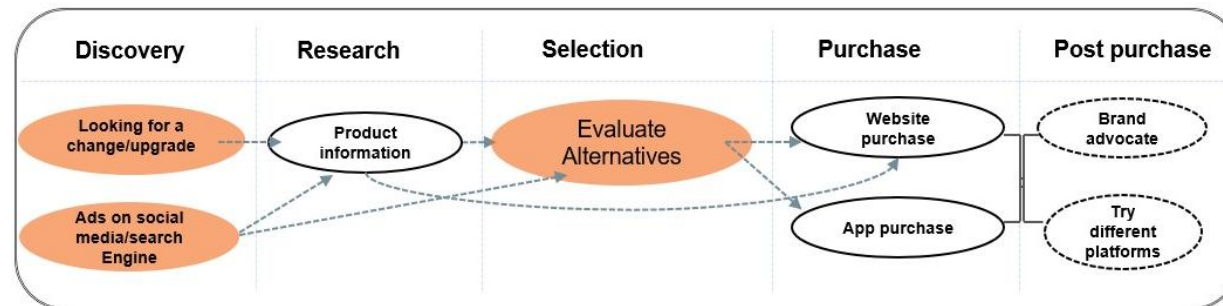 Discovery
Research
Selection
Purchase
Post purchase
Looking for a
change/upgrade
Product
information
Evaluate
Alternatives
Website
purchase
Brand
advocate
Ads on social
media/search
Engine
App purchase
Try
different
platforms